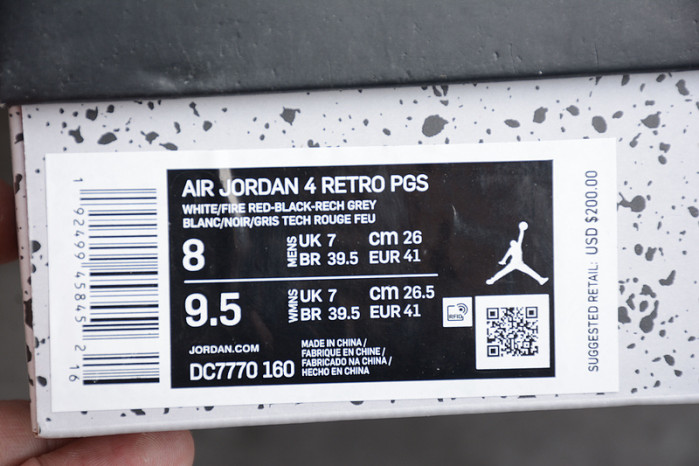 AIR JORDAN 4 RETRO PGS
WHITE/FIRE RED-BLACK-RECH GREY
BLANC/NOIR/GRIS TECH ROUGE FEU
8 MENS UK 7 cm 26
BR 39.5 EUR 41
9.5 WMNS UK 7 cm 26.5
BR 39.5 EUR 41
JORDAN.COM
DC7770 160
MADE IN CHINA /
FABRIQUE EN CHINE /
FABRICADO NA CHINA /
HECHO EN CHINA
RFID
1 92499 45845 2 16
SUGGESTED RETAIL: USD $200.00